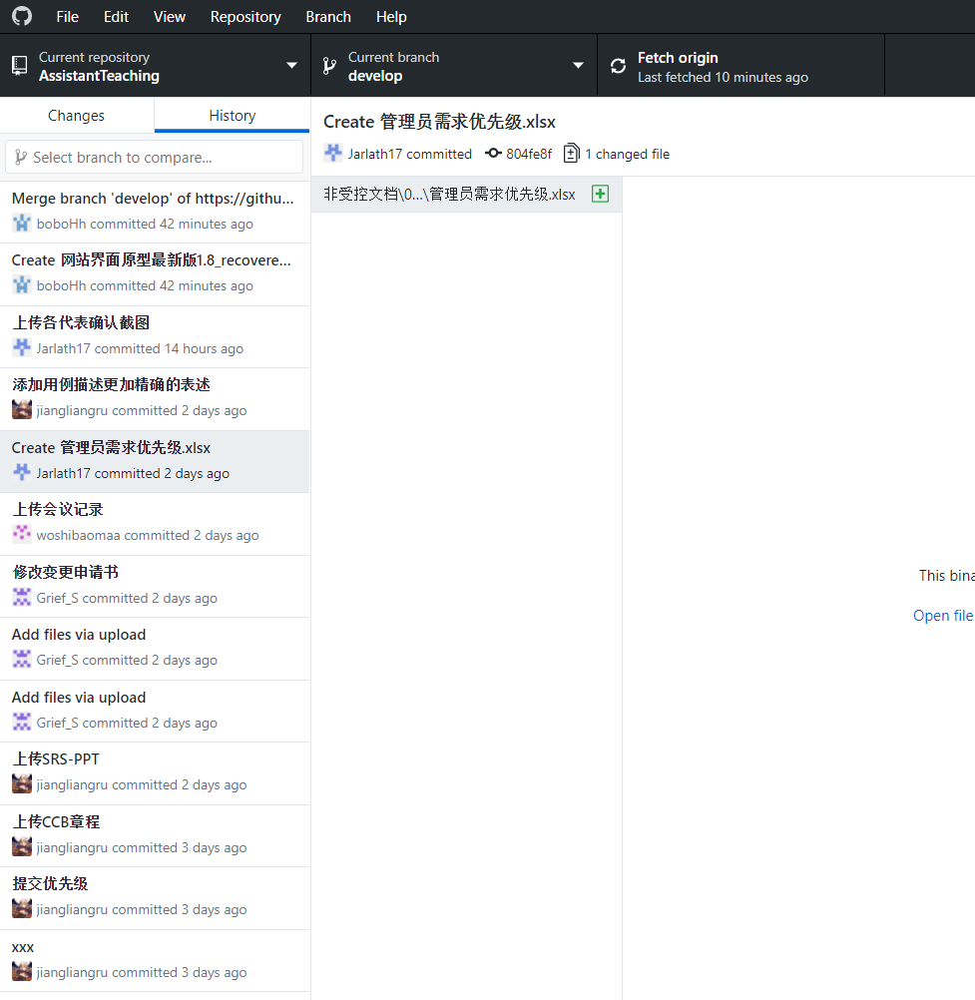 File Edit View Repository Branch Help
Current repository
AssistantTeaching
Current branch
develop
Fetch origin
Last fetched 10 minutes ago
Changes
History
Select branch to compare...
Merge branch 'develop' of https://githu...
boboHh committed 42 minutes ago
Create 网站界面原型最新版1.8_recovere...
boboHh committed 42 minutes ago
上传各代表确认截图
Jarlath17 committed 14 hours ago
添加用例描述更加精确的表述
jiangliangru committed 2 days ago
Create 管理员需求优先级.xlsx
Jarlath17 committed 2 days ago
上传会议记录
woshibaomaa committed 2 days ago
修改变更申请书
Grief_S committed 2 days ago
Add files via upload
Grief_S committed 2 days ago
Add files via upload
Grief_S committed 2 days ago
上传SRS-PPT
jiangliangru committed 2 days ago
上传CCB章程
jiangliangru committed 3 days ago
提交优先级
jiangliangru committed 3 days ago
xxx
jiangliangru committed 3 days ago
Create 管理员需求优先级.xlsx
Jarlath17 committed 804fe8f 1 changed file
非受控文档\0...\管理员需求优先级.xlsx
This bina
Open file